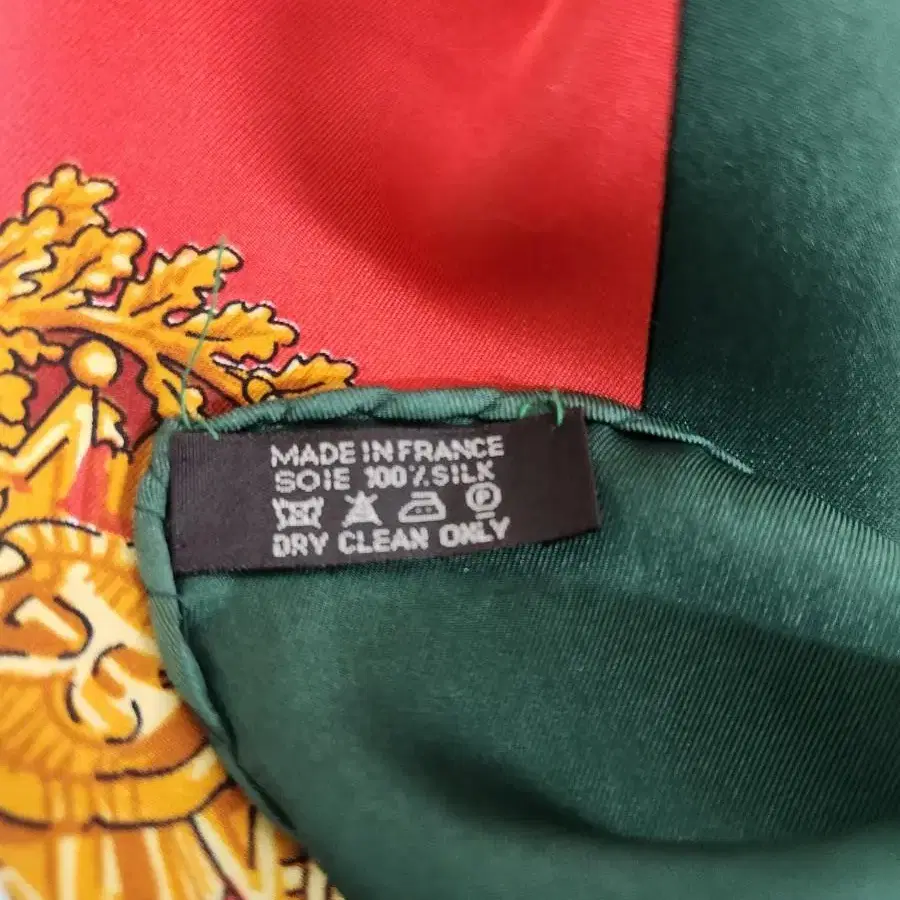 MADE IN FRANCE
SOIE 100% SILK
P
DRY CLEAN ONLY